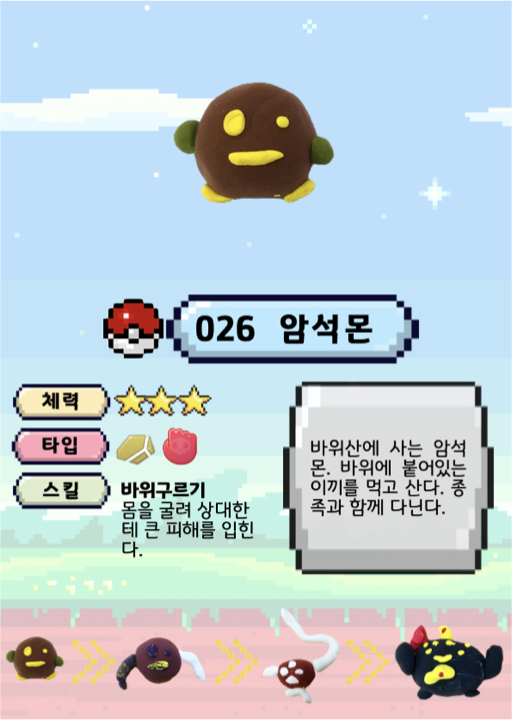 026 암석몬
체력
타입
스킬
바위구르기
몸을 굴려 상대한
테 큰 피해를 입힌
다.
바위산에 사는 암석
몬. 바위에 붙어있는
이끼를 먹고 산다. 종
족과 함께 다닌다.